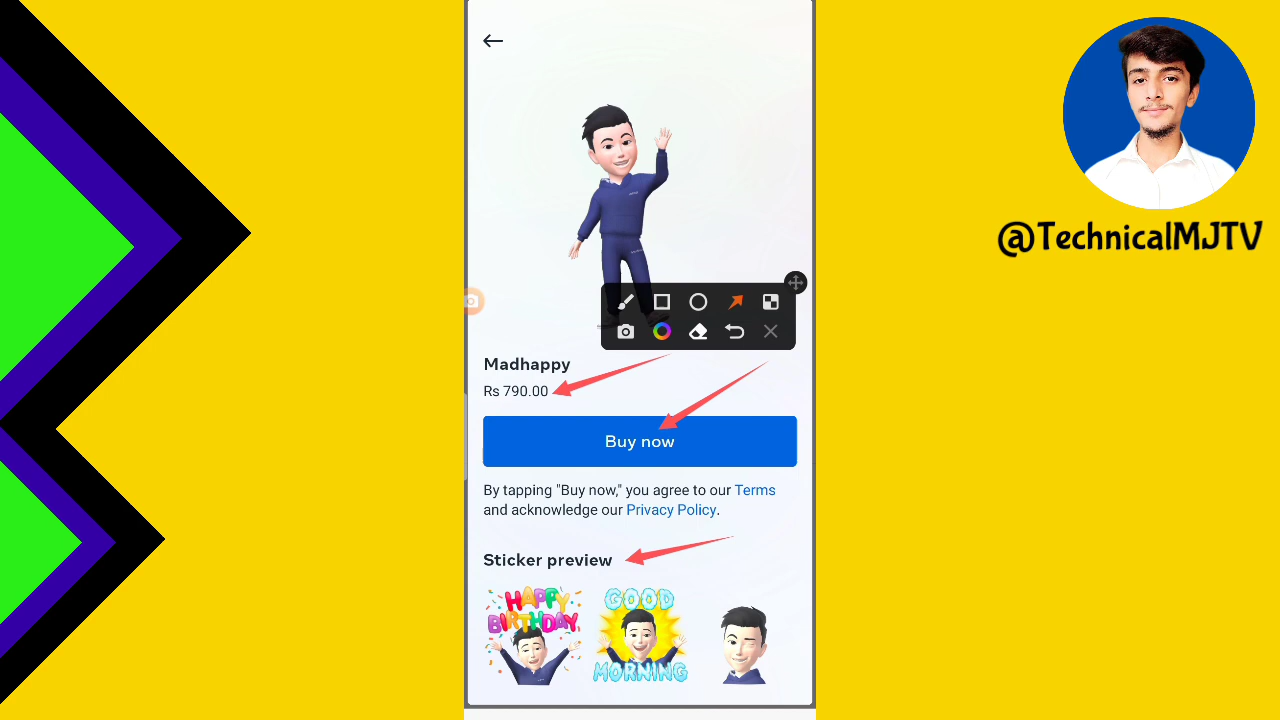 @TechnicalMJTV
Madhappy
Rs 790.00
Buy now
By tapping "Buy now," you agree to our Terms
and acknowledge our Privacy Policy.
Sticker preview
HAPPY
BIRTHDAY
GOOD
MORNING